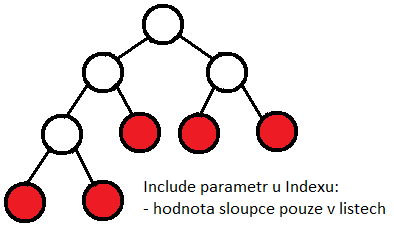 Include parametr u Indexu:
- hodnota sloupce pouze v listech